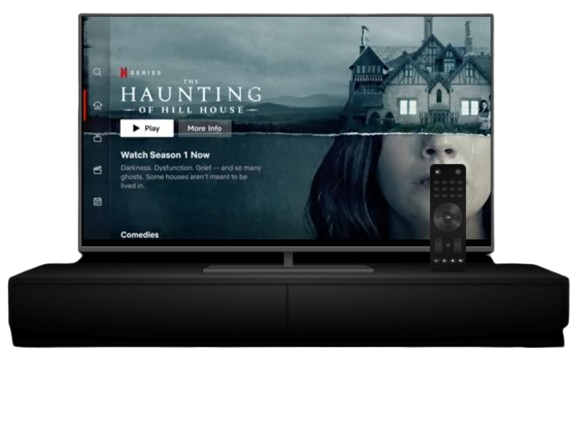 N SERIES
THE
HAUNTING
OF HILL HOUSE
Play
More Info
Watch Season 1 Now
Darkness. Dysfunction. Grief -- and so many
ghosts. Some houses aren't meant to be
lived in.
Comedies